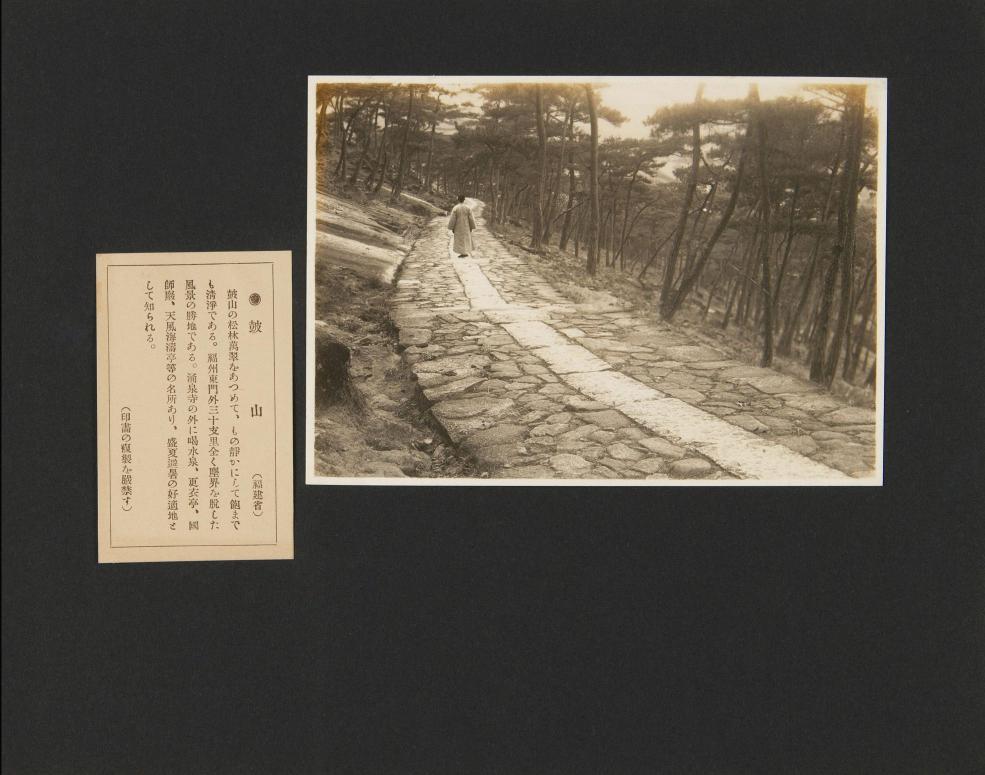 ◉ 皷山 (福建省)
皷山の松林萬翠をあつめて、もの靜かにして飽まで
も淸淨である。福州東門外三十支里全く塵界を脫した
風景の勝地である。涌泉寺の外に喝水泉、更衣亭、國
師巖、天風海濤亭等の名所あり、盛夏避暑の好適地と
して知られる。
(印畵の複製を嚴禁す)